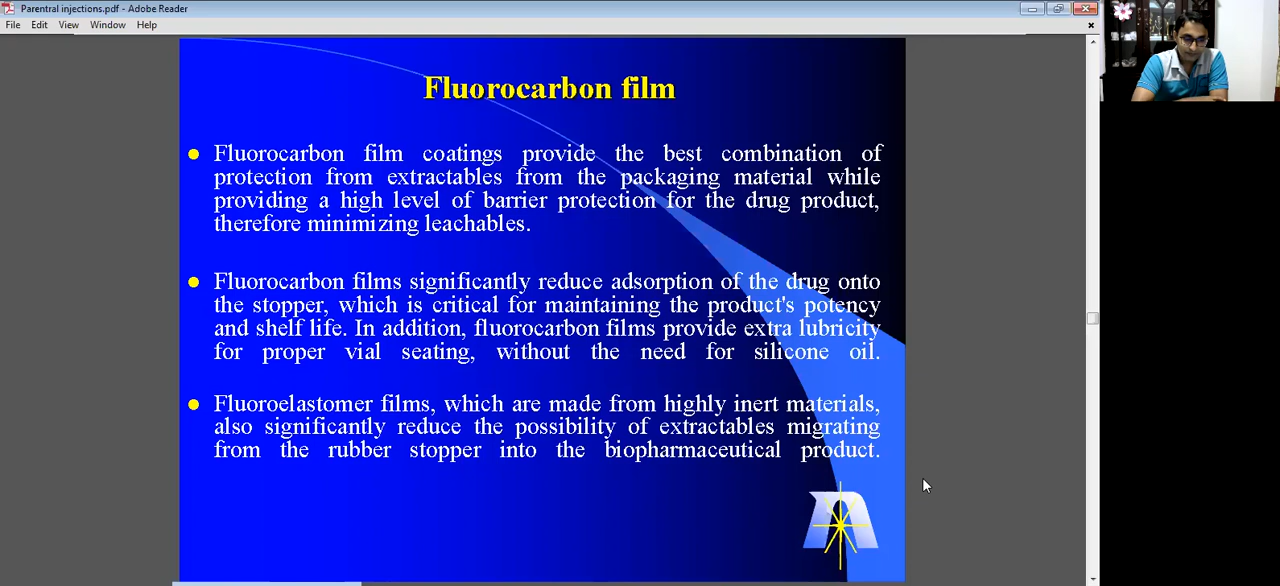 Parentral injections.pdf - Adobe Reader
File Edit View Window Help
Fluorocarbon film
Fluorocarbon film coatings provide the best combination of
protection from extractables from the packaging material while
providing a high level of barrier protection for the drug product,
therefore minimizing leachables.
Fluorocarbon films significantly reduce adsorption of the drug onto
the stopper, which is critical for maintaining the product's potency
and shelf life. In addition, fluorocarbon films provide extra lubricity
for proper vial seating, without the need for silicone oil.
Fluoroelastomer films, which are made from highly inert materials,
also significantly reduce the possibility of extractables migrating
from the rubber stopper into the biopharmaceutical product.